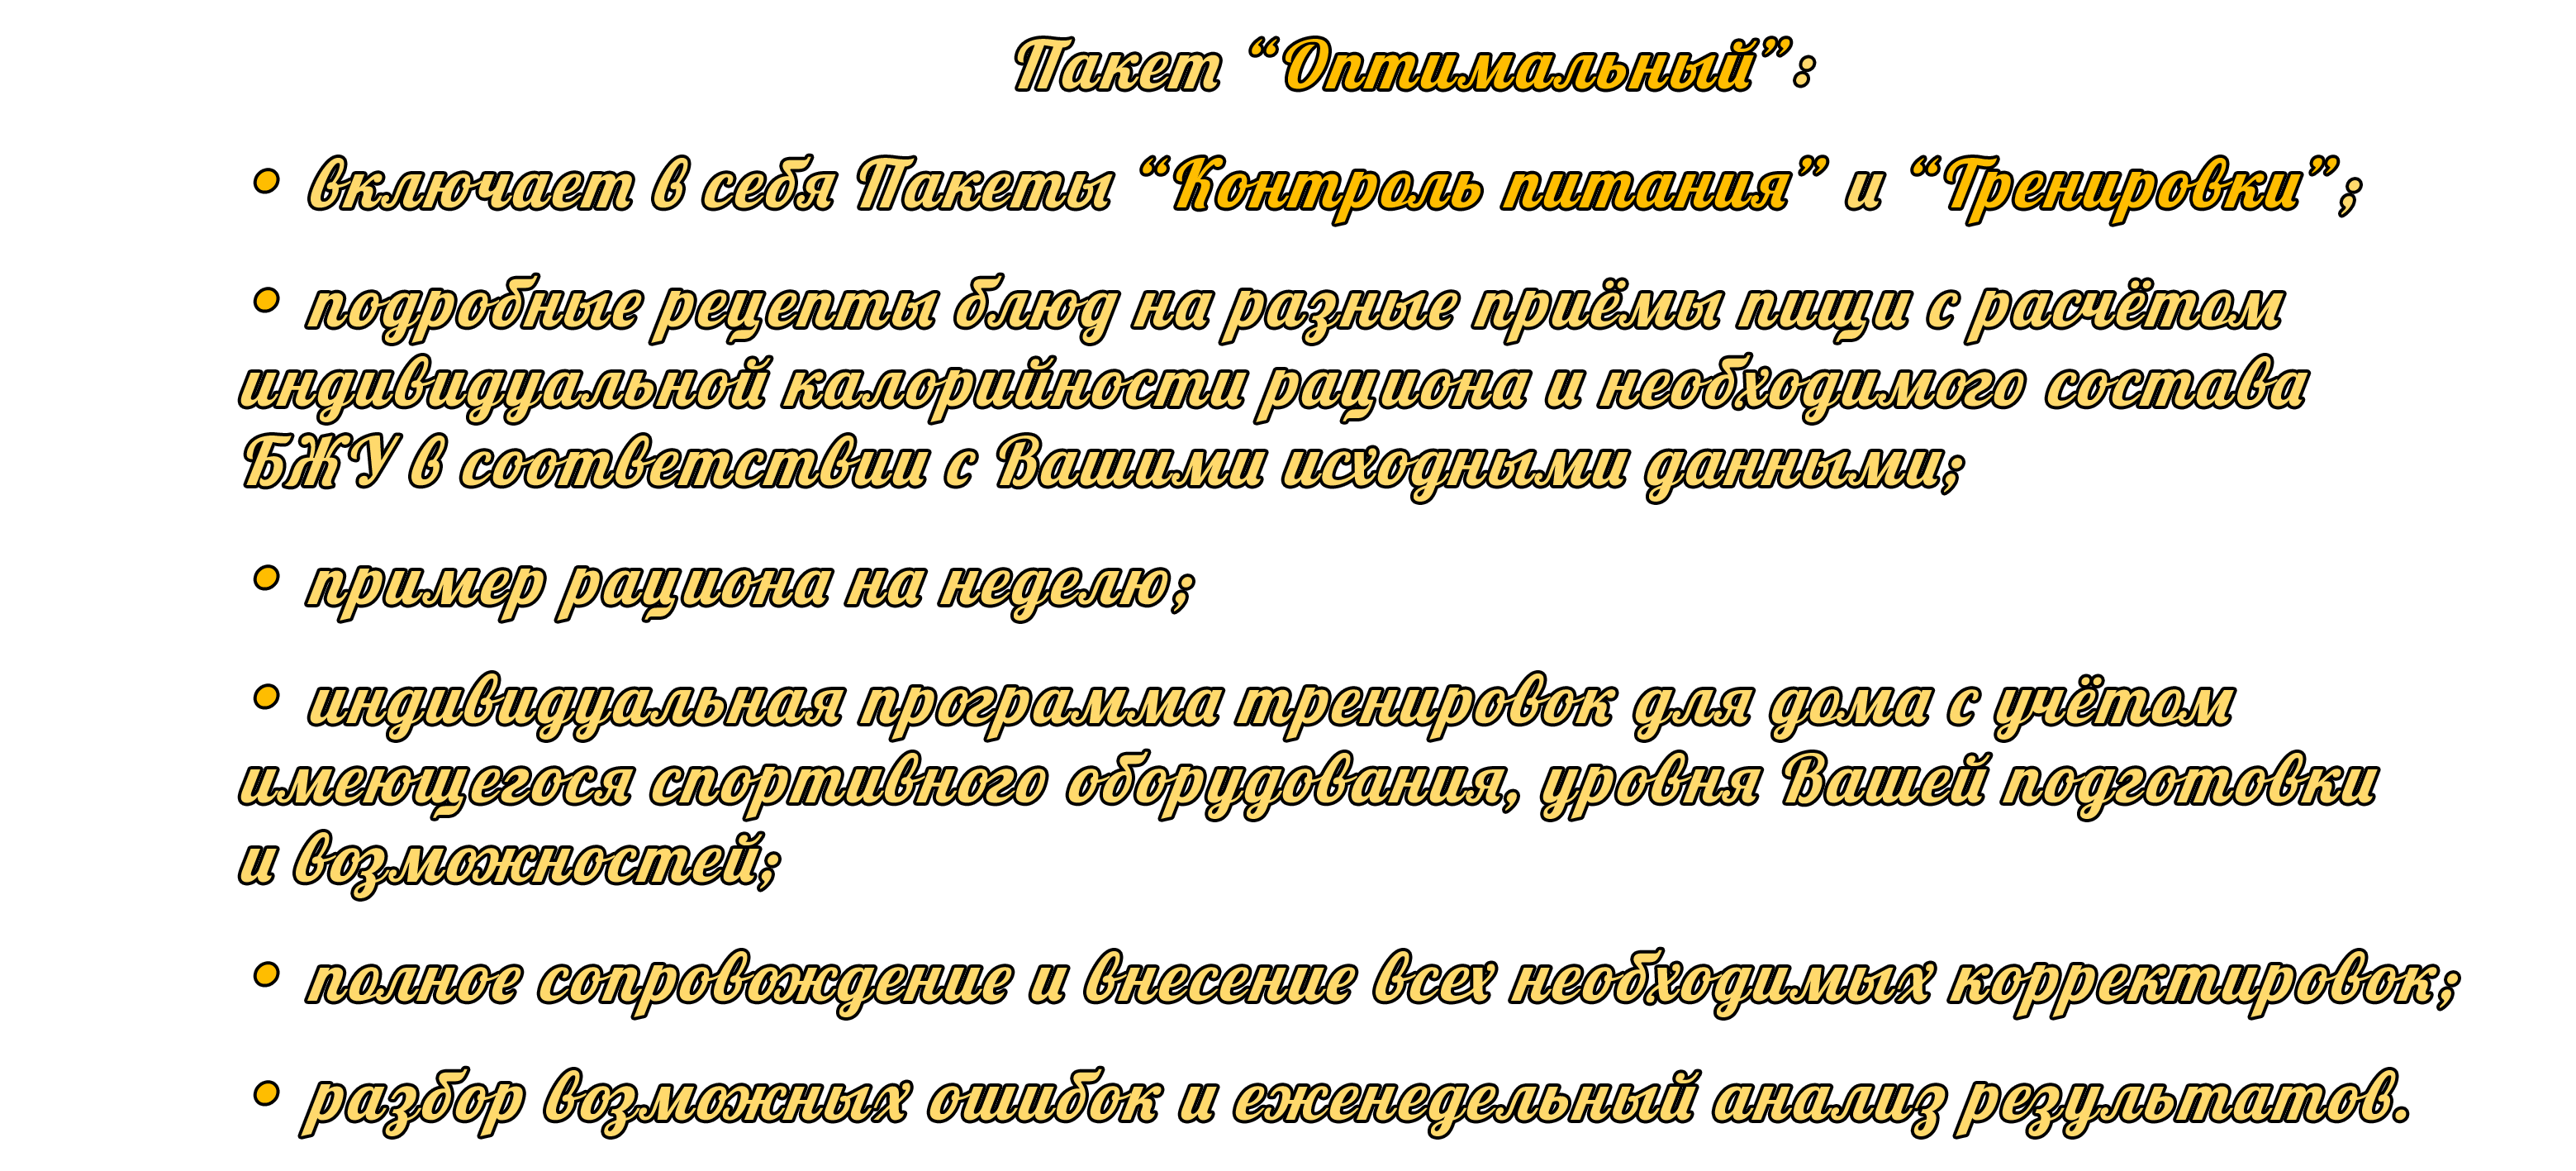 Пакет “Оптимальный”:
• включает в себя Пакеты “Контроль питания” и “Тренировки”;
• подробные рецепты блюд на разные приёмы пищи с расчётом
индивидуальной калорийности рациона и необходимого состава
БЖУ в соответствии с Вашими исходными данными;
• пример рациона на неделю;
• индивидуальная программа тренировок для дома с учётом
имеющегося спортивного оборудования, уровня Вашей подготовки
и возможностей;
• полное сопровождение и внесение всех необходимых корректировок;
• разбор возможных ошибок и еженедельный анализ результатов.